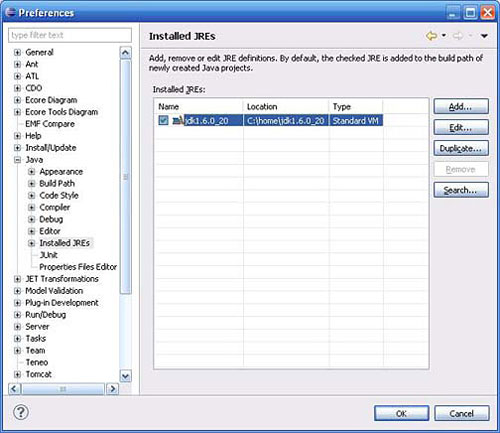 Preferences
type filter text
General
Ant
ATL
CDO
Ecore Diagram
Ecore Tools Diagram
EMF Compare
Help
Install/Update
Java
Appearance
Build Path
Code Style
Compiler
Debug
Editor
Installed JREs
JUnit
Properties Files Editor
JET Transformations
Model Validation
Plug-in Development
Run/Debug
Server
Tasks
Team
Teneo
Tomcat
Installed JREs
Add, remove or edit JRE definitions. By default, the checked JRE is added to the build path of
newly created Java projects.
Installed JREs:
Name Location Type
jdk1.6.0_20 C:\home\jdk1.6.0_20 Standard VM
Add...
Edit...
Duplicate...
Remove
Search...
?
OK Cancel